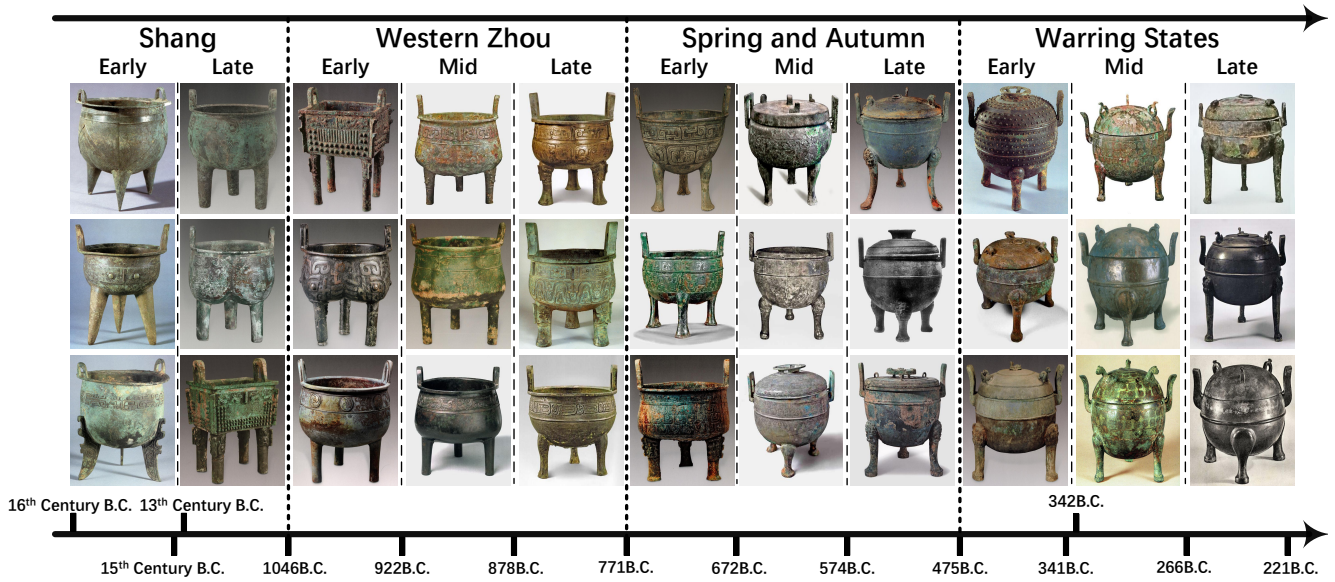 Shang Western Zhou Spring and Autumn Warring States
Early Late Early Mid Late Early Mid Late Early Mid Late
16th Century B.C. 13th Century B.C. 342B.C.
15th Century B.C. 1046B.C. 922B.C. 878B.C. 771B.C. 672B.C. 574B.C. 475B.C. 341B.C. 266B.C. 221B.C.